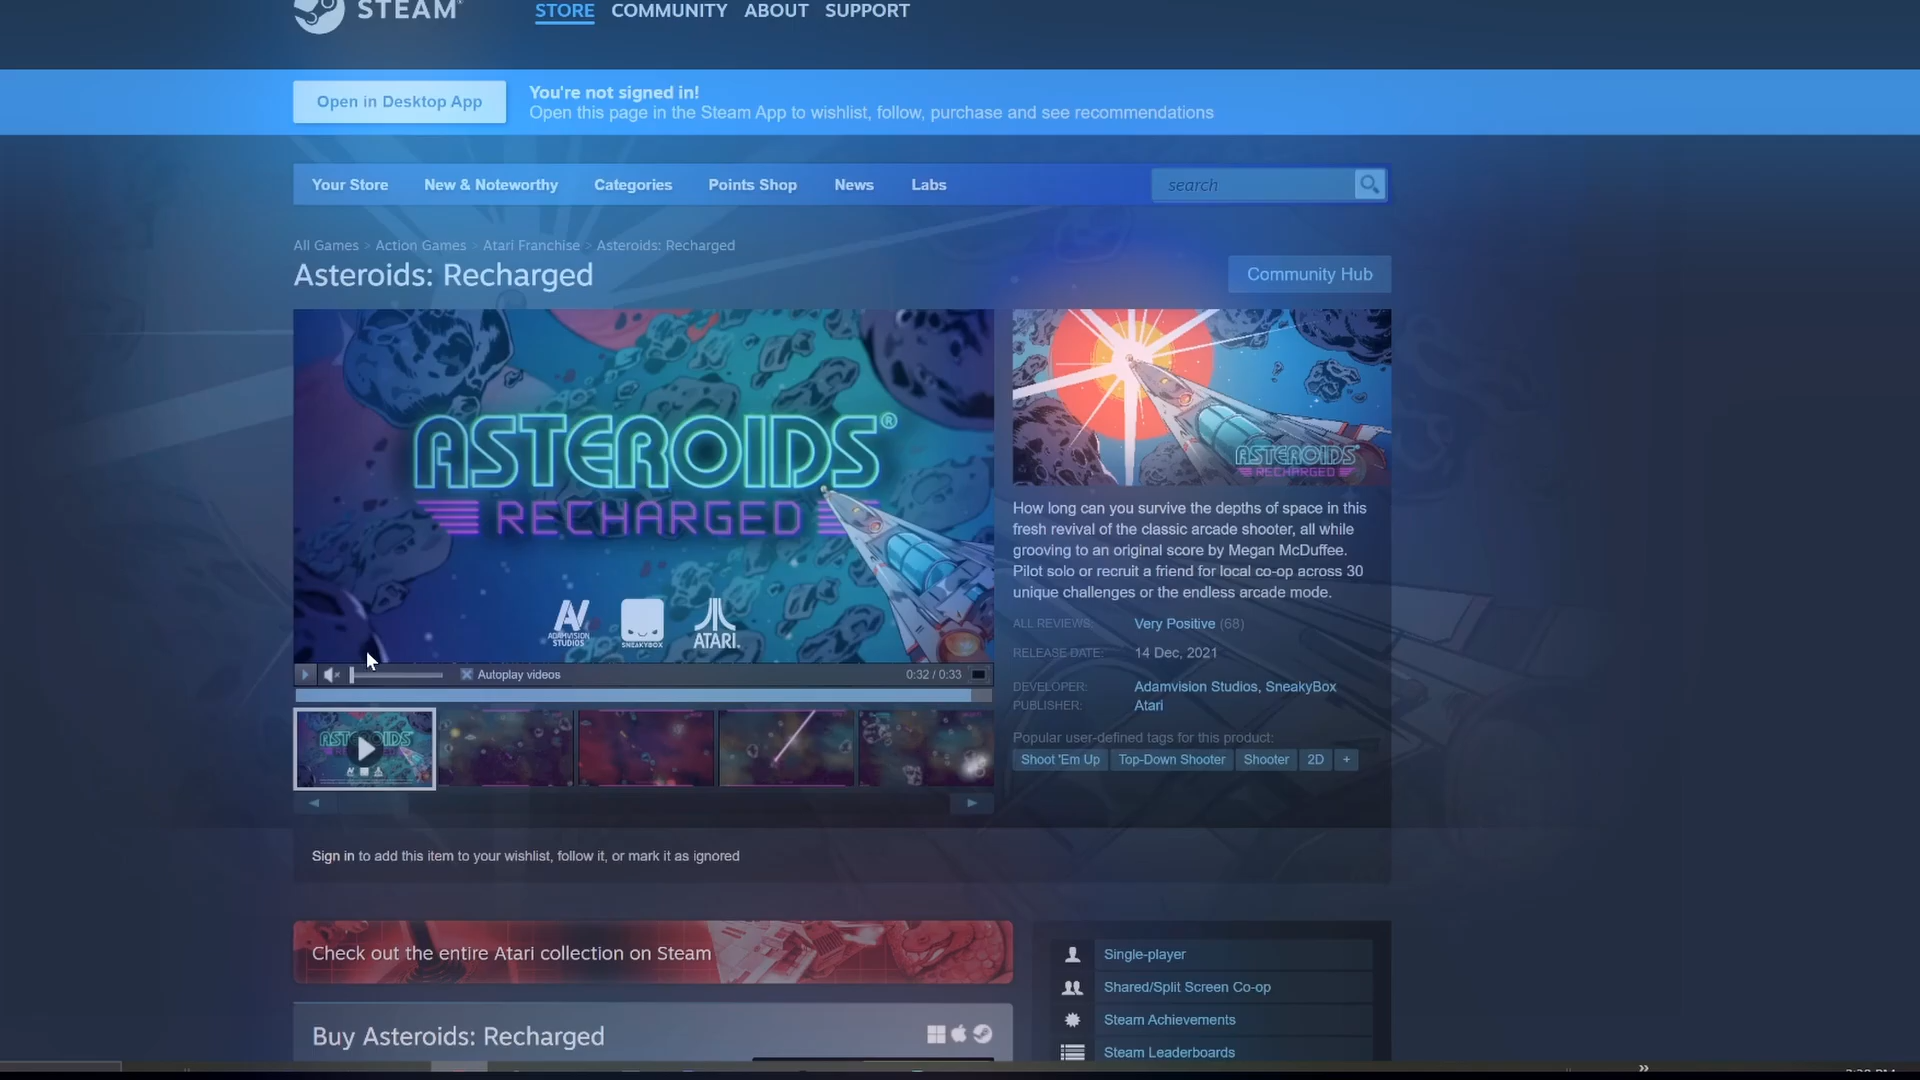 STEAM®
STORE COMMUNITY ABOUT SUPPORT
Open in Desktop App
You're not signed in!
Open this page in the Steam App to wishlist, follow, purchase and see recommendations
Your Store New & Noteworthy Categories Points Shop News Labs search
All Games > Action Games > Atari Franchise > Asteroids: Recharged
Asteroids: Recharged
Community Hub
ASTEROIDS®
RECHARGED
ADAMVISION STUDIOS
SNEAKYBOX
ATARI.
Autoplay videos
0:32 / 0:33
ASTEROIDS
ASTEROIDS
RECHARGED
How long can you survive the depths of space in this
fresh revival of the classic arcade shooter, all while
grooving to an original score by Megan McDuffee.
Pilot solo or recruit a friend for local co-op across 30
unique challenges or the endless arcade mode.
ALL REVIEWS: Very Positive (68)
RELEASE DATE: 14 Dec, 2021
DEVELOPER: Adamvision Studios, SneakyBox
PUBLISHER: Atari
Popular user-defined tags for this product:
Shoot 'Em Up Top-Down Shooter Shooter 2D +
Sign in to add this item to your wishlist, follow it, or mark it as ignored
Check out the entire Atari collection on Steam
Buy Asteroids: Recharged
Single-player
Shared/Split Screen Co-op
Steam Achievements
Steam Leaderboards